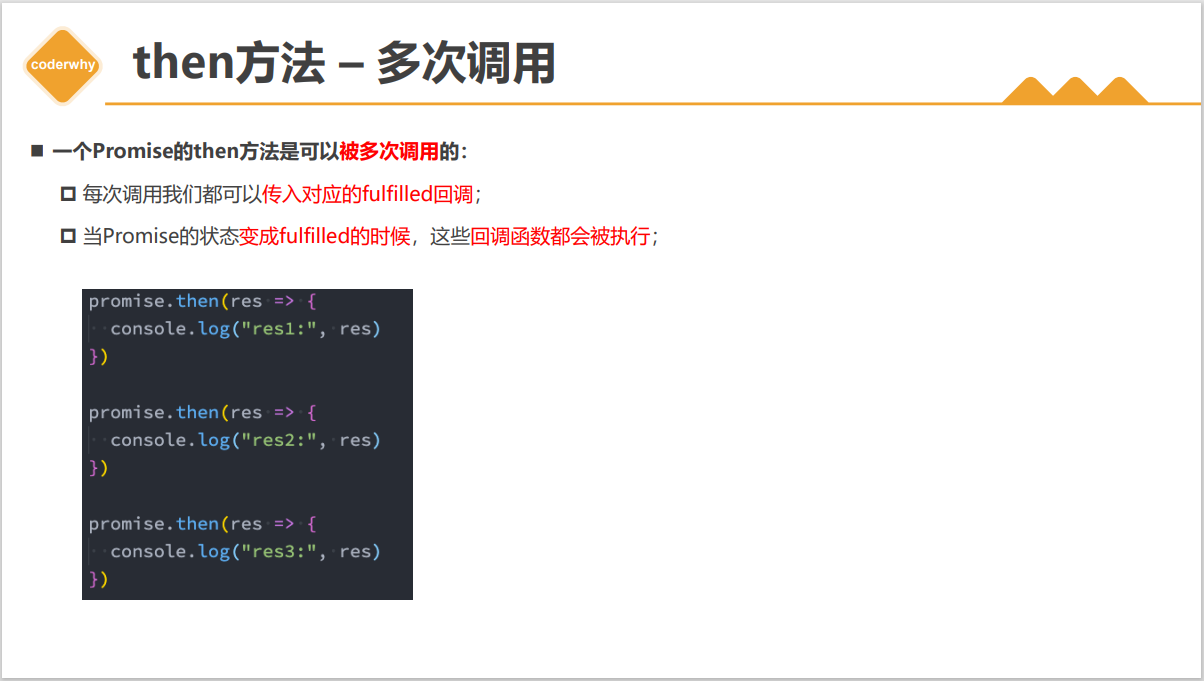 coderwhy
then方法 – 多次调用
一个Promise的then方法是可以被多次调用的：
每次调用我们都可以传入对应的fulfilled回调；
当Promise的状态变成fulfilled的时候，这些回调函数都会被执行；
promise.then(res => {
  console.log("res1:", res)
})
promise.then(res => {
  console.log("res2:", res)
})
promise.then(res => {
  console.log("res3:", res)
})